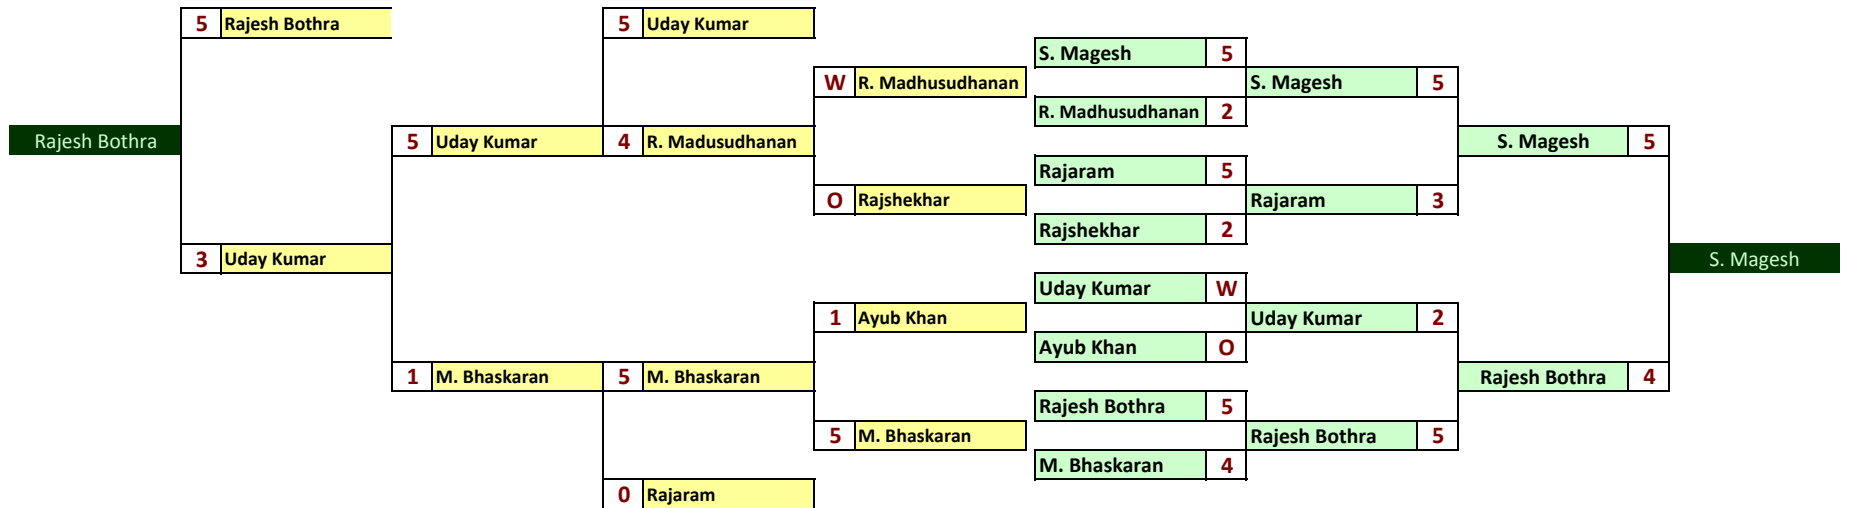 5 Rajesh Bothra 5 Uday Kumar
S. Magesh 5
W R. Madhusudhanan S. Magesh 5
R. Madhusudhanan 2
Rajesh Bothra 5 Uday Kumar 4 R. Madusudhanan S. Magesh 5
Rajaram 5
O Rajshekhar Rajaram 3
Rajshekhar 2
3 Uday Kumar S. Magesh
Uday Kumar W
1 Ayub Khan Uday Kumar 2
Ayub Khan O
1 M. Bhaskaran 5 M. Bhaskaran Rajesh Bothra 4
Rajesh Bothra 5
5 M. Bhaskaran Rajesh Bothra 5
M. Bhaskaran 4
0 Rajaram